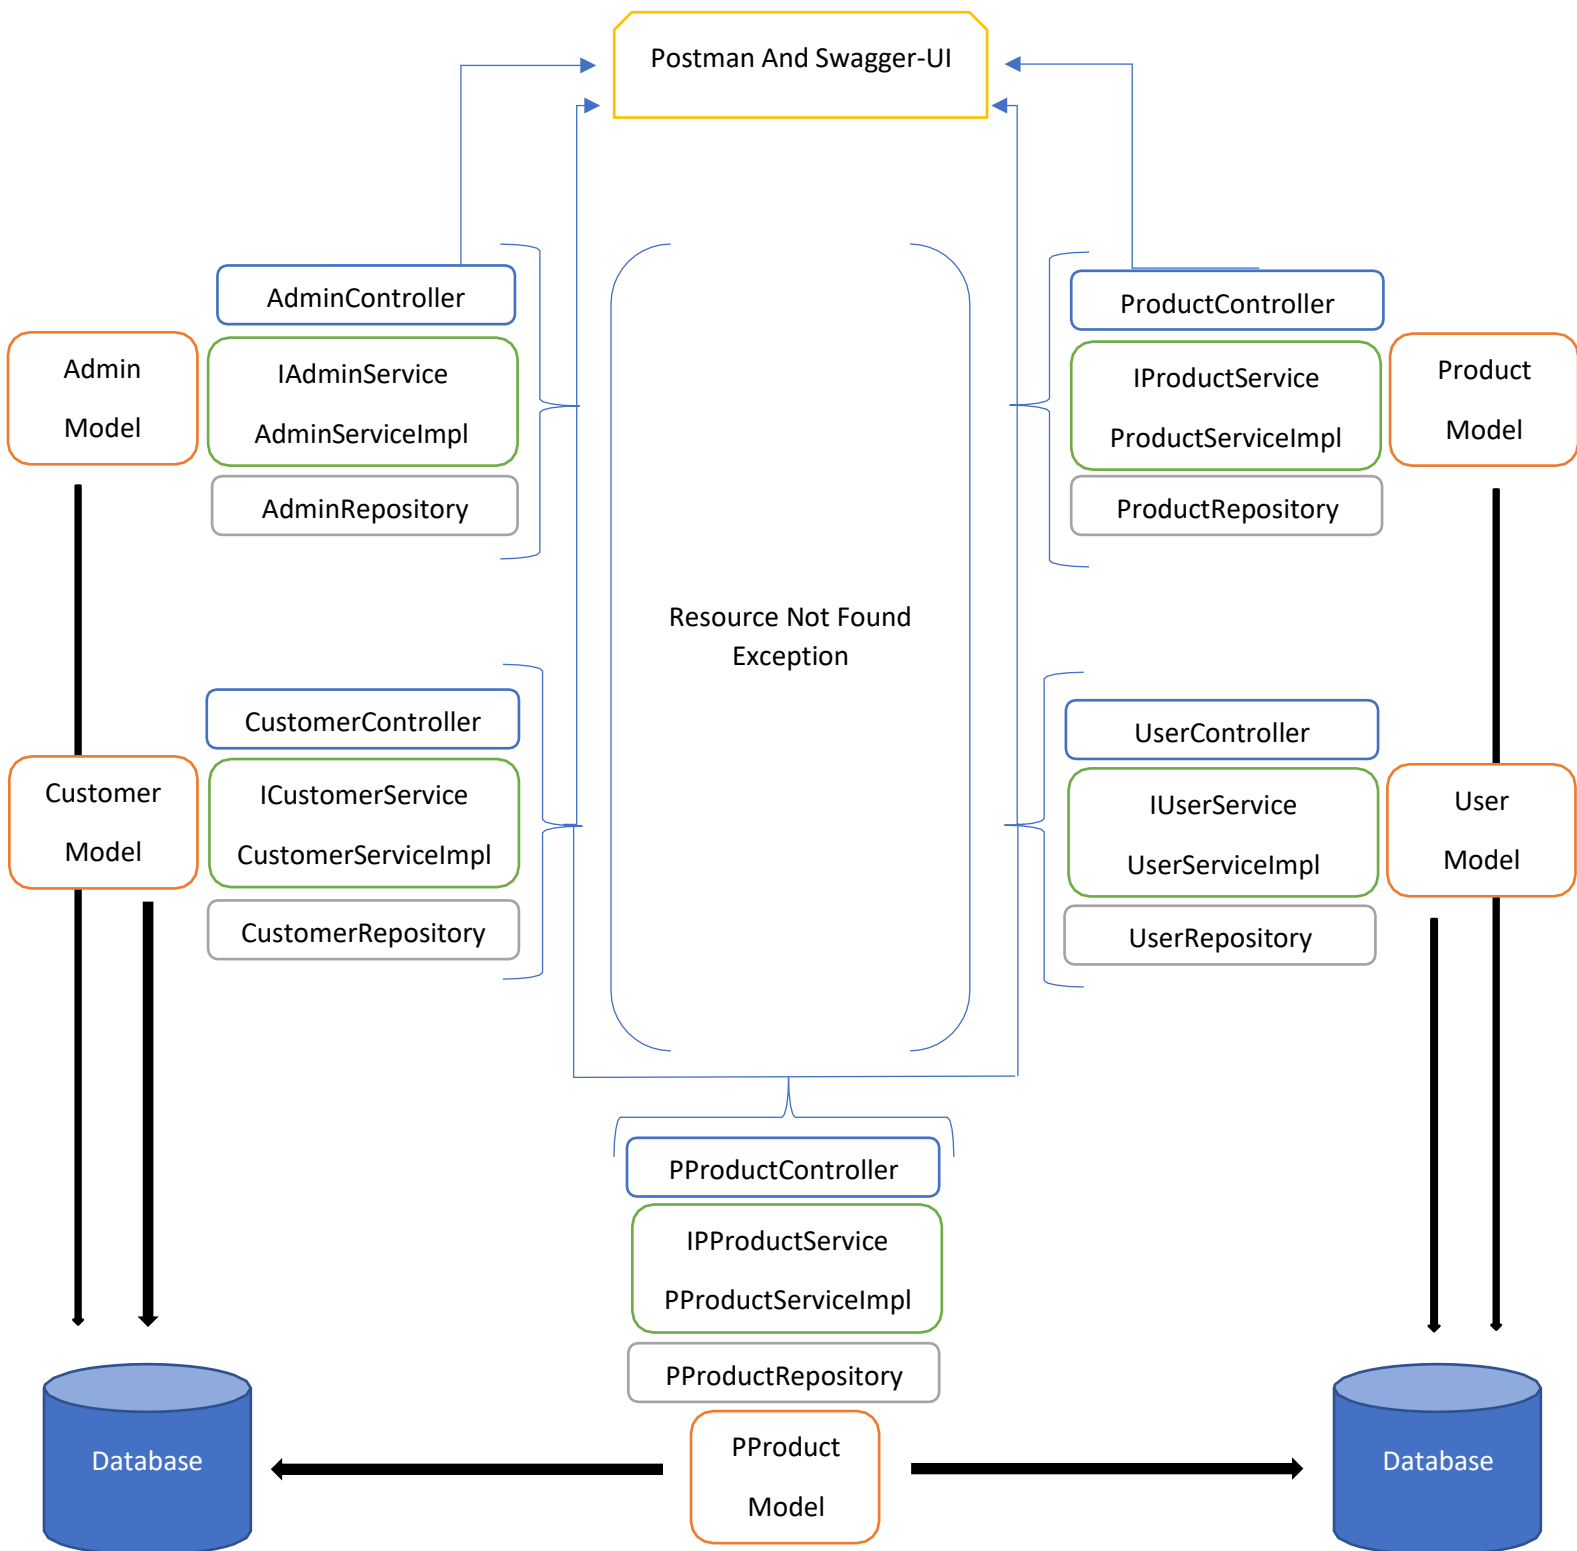 Postman And Swagger-UI
AdminController
Admin
Model
IAdminService
AdminServiceImpl
AdminRepository
ProductController
IProductService
ProductServiceImpl
Product
Model
ProductRepository
Resource Not Found
Exception
CustomerController
Customer
Model
ICustomerService
CustomerServiceImpl
CustomerRepository
UserController
IUserService
UserServiceImpl
User
Model
UserRepository
PProductController
IPProductService
PProductServiceImpl
PProductRepository
PProduct
Model
Database
Database